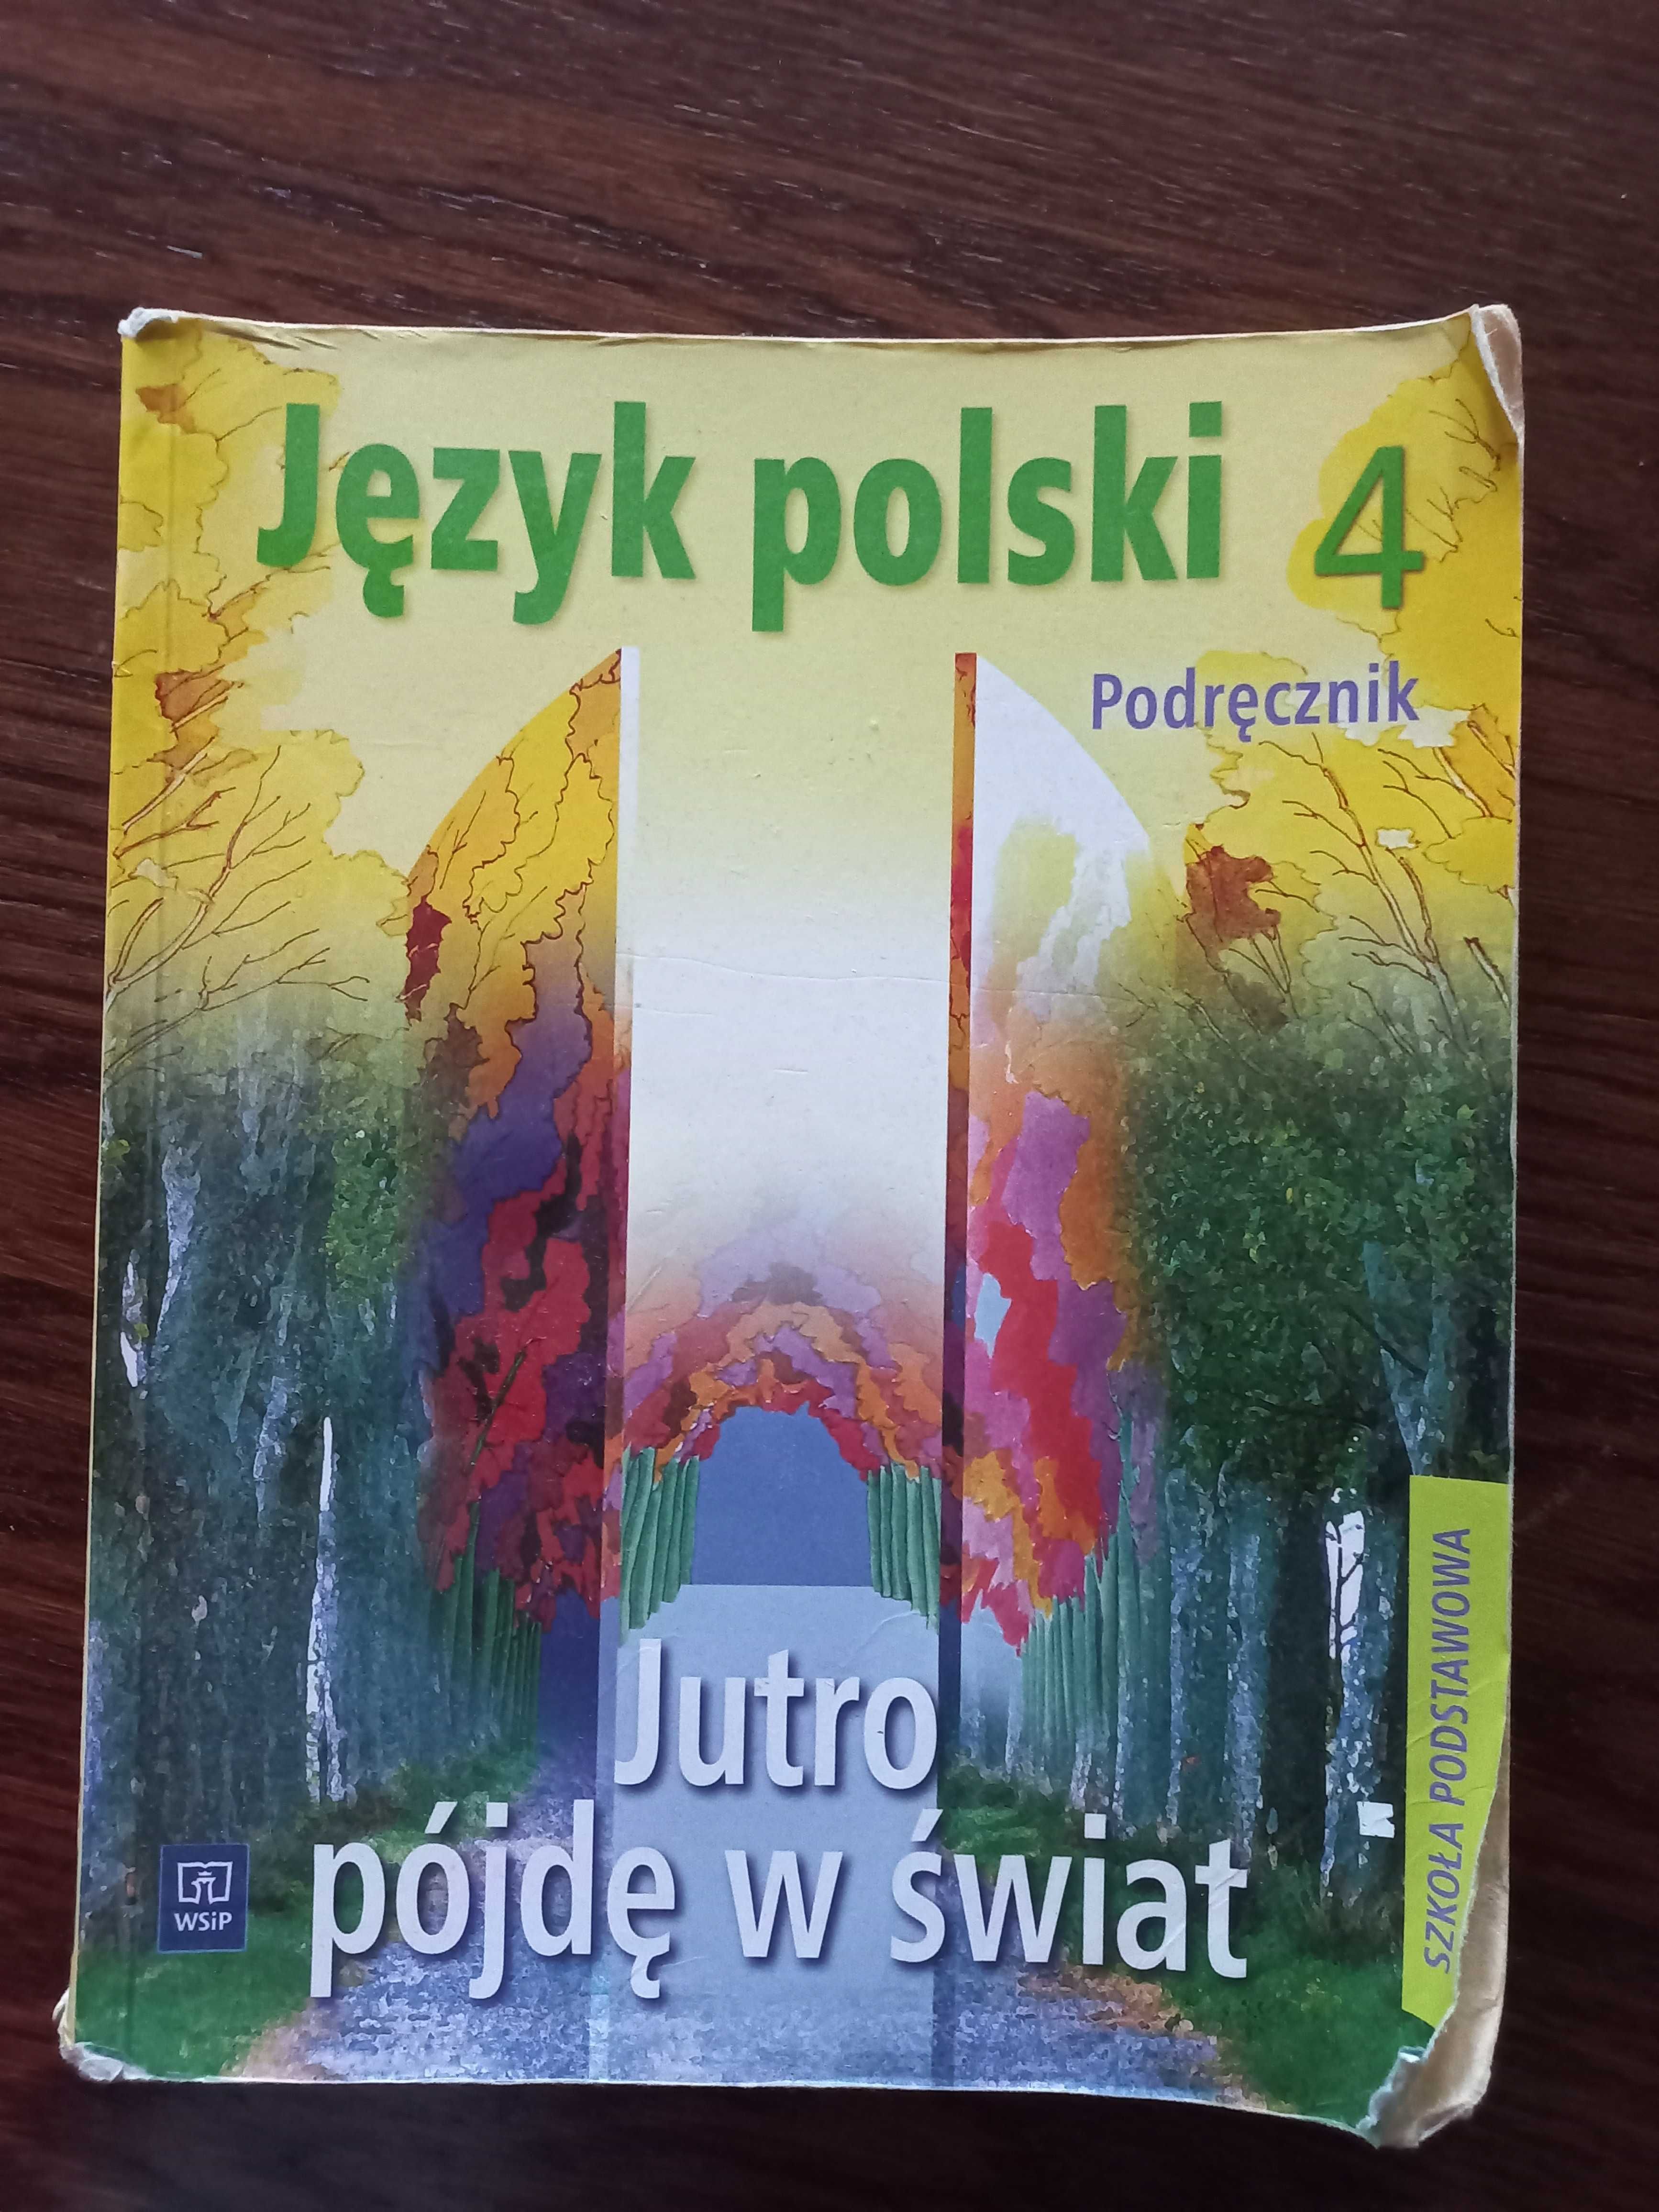 Język polski 4
Podręcznik
Jutro
pójdę w świat
WSiP
SZKOŁA PODSTAWOWA